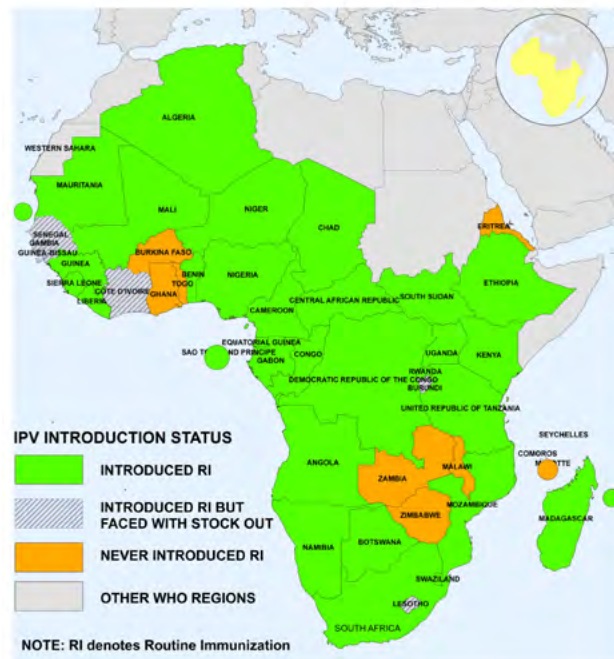 ALGERIA
WESTERN SAHARA
MAURITANIA
MALI
NIGER
CHAD
ERITREA
SENEGAL
GAMBIA
GUINEA-BISSAU
BURKINA FASO
GUINEA
BENIN
NIGERIA
ETHIOPIA
SIERRA LEONE
COTE D'IVOIRE
GHANA
TOGO
CENTRAL AFRICAN REPUBLIC
SOUTH SUDAN
LIBERIA
CAMEROON
EQUATORIAL GUINEA
SAO TOME AND PRINCIPE
GABON
CONGO
UGANDA
KENYA
RWANDA
DEMOCRATIC REPUBLIC OF THE CONGO
BURUNDI
UNITED REPUBLIC OF TANZANIA
SEYCHELLES
IPV INTRODUCTION STATUS
INTRODUCED RI
ANGOLA
MALAWI
COMOROS
ZAMBIA
INTRODUCED RI BUT
FACED WITH STOCK OUT
MOZAMBIQUE
ZIMBABWE
MADAGASCAR
NEVER INTRODUCED RI
NAMIBIA
BOTSWANA
OTHER WHO REGIONS
SWAZILAND
LESOTHO
SOUTH AFRICA
NOTE: RI denotes Routine Immunization